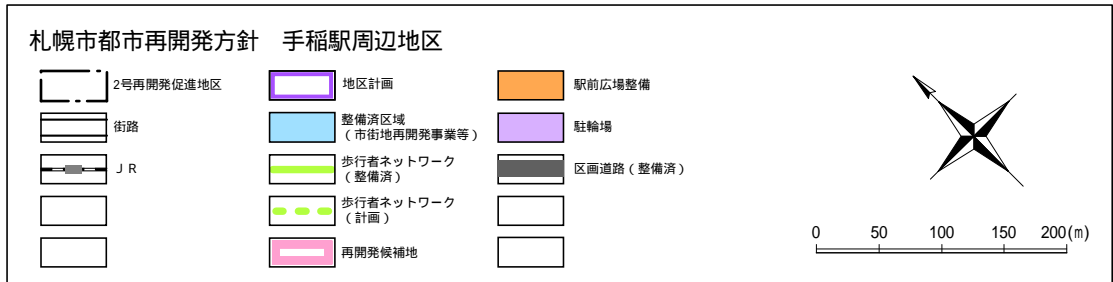 札幌市都市再開発方針　手稲駅周辺地区
2号再開発促進地区
街路
ＪＲ
地区計画
整備済区域
（市街地再開発事業等）
歩行者ネットワーク
（整備済）
歩行者ネットワーク
（計画）
再開発候補地
駅前広場整備
駐輪場
区画道路（整備済）
0 50 100 150 200(m)